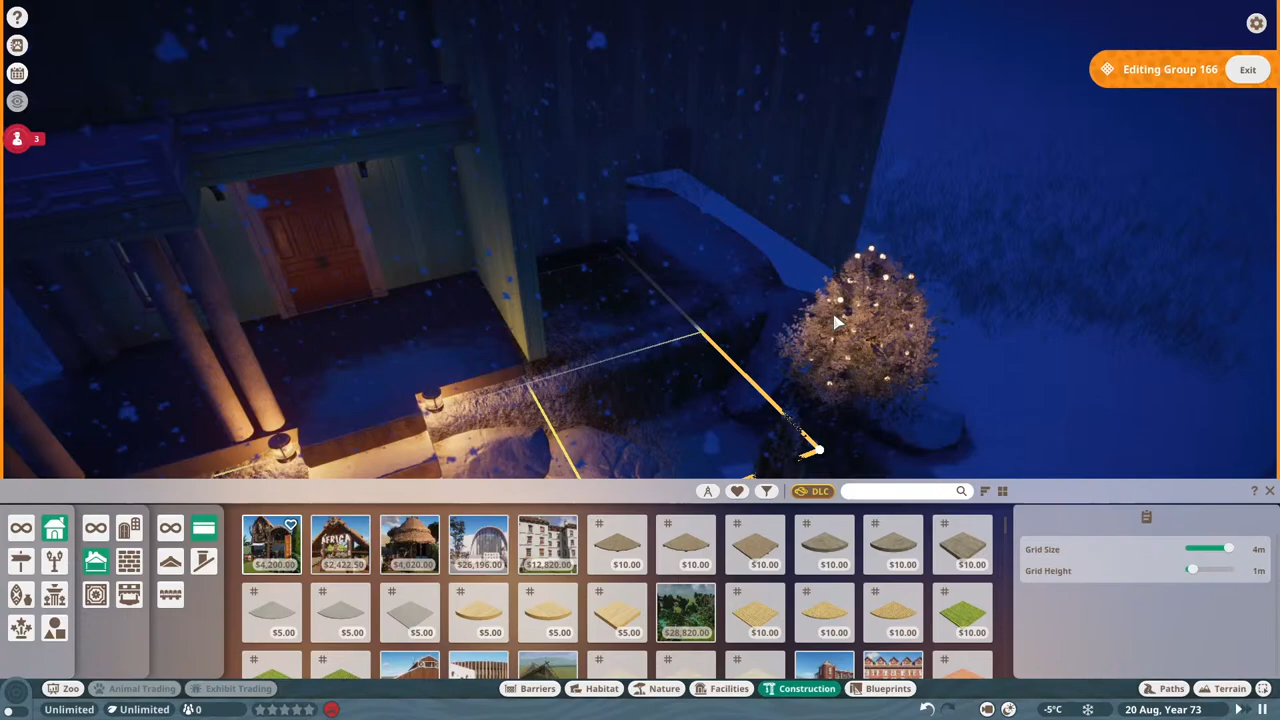 ?
Editing Group 166
Exit
3
DLC
? ×
$4,200.00
$2,422.50
$4,020.00
$26,196.00
$12,820.00
$10.00
$10.00
$10.00
$10.00
$10.00
$10.00
Grid Size 4m
Grid Height 1m
$5.00
$5.00
$5.00
$5.00
$5.00
$5.00
$28,820.00
$10.00
$10.00
$10.00
$10.00
AFRICA
Zoo
Animal Trading
Exhibit Trading
Barriers
Habitat
Nature
Facilities
Construction
Blueprints
Paths
Terrain
Unlimited
Unlimited
0
-5°C
20 Aug, Year 73